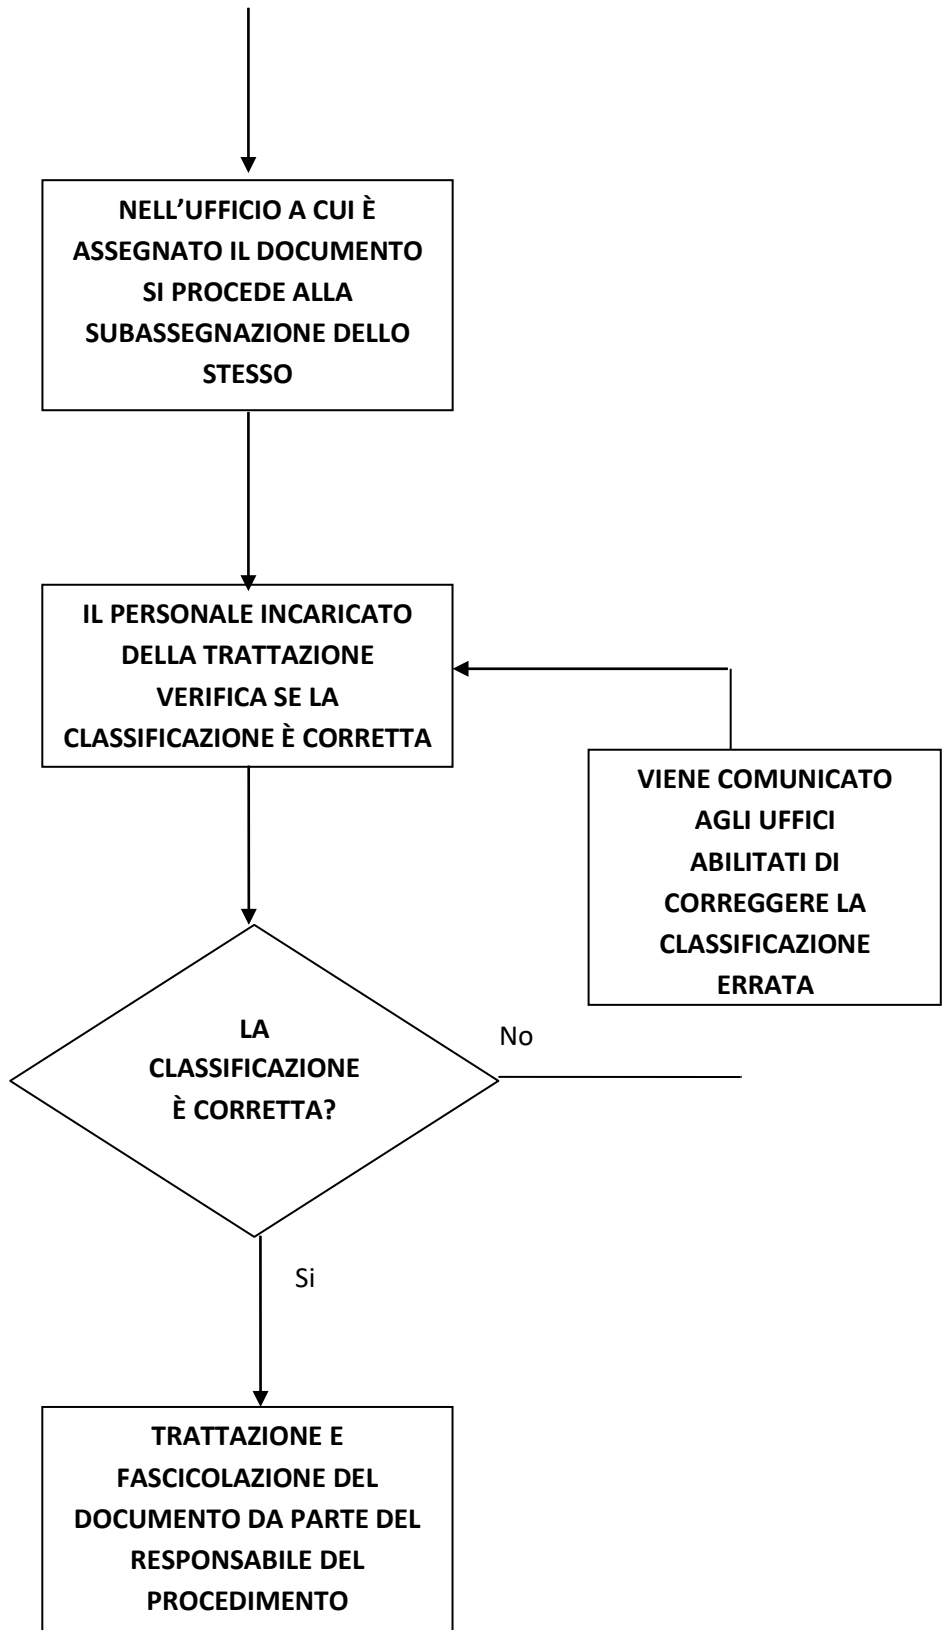 NELL’UFFICIO A CUI È
ASSEGNATO IL DOCUMENTO
SI PROCEDE ALLA
SUBASSEGNAZIONE DELLO
STESSO
IL PERSONALE INCARICATO
DELLA TRATTAZIONE
VERIFICA SE LA
CLASSIFICAZIONE È CORRETTA
VIENE COMUNICATO
AGLI UFFICI
ABILITATI DI
CORREGGERE LA
CLASSIFICAZIONE
ERRATA
LA
CLASSIFICAZIONE
È CORRETTA?
No
Si
TRATTAZIONE E
FASCICOLAZIONE DEL
DOCUMENTO DA PARTE DEL
RESPONSABILE DEL
PROCEDIMENTO